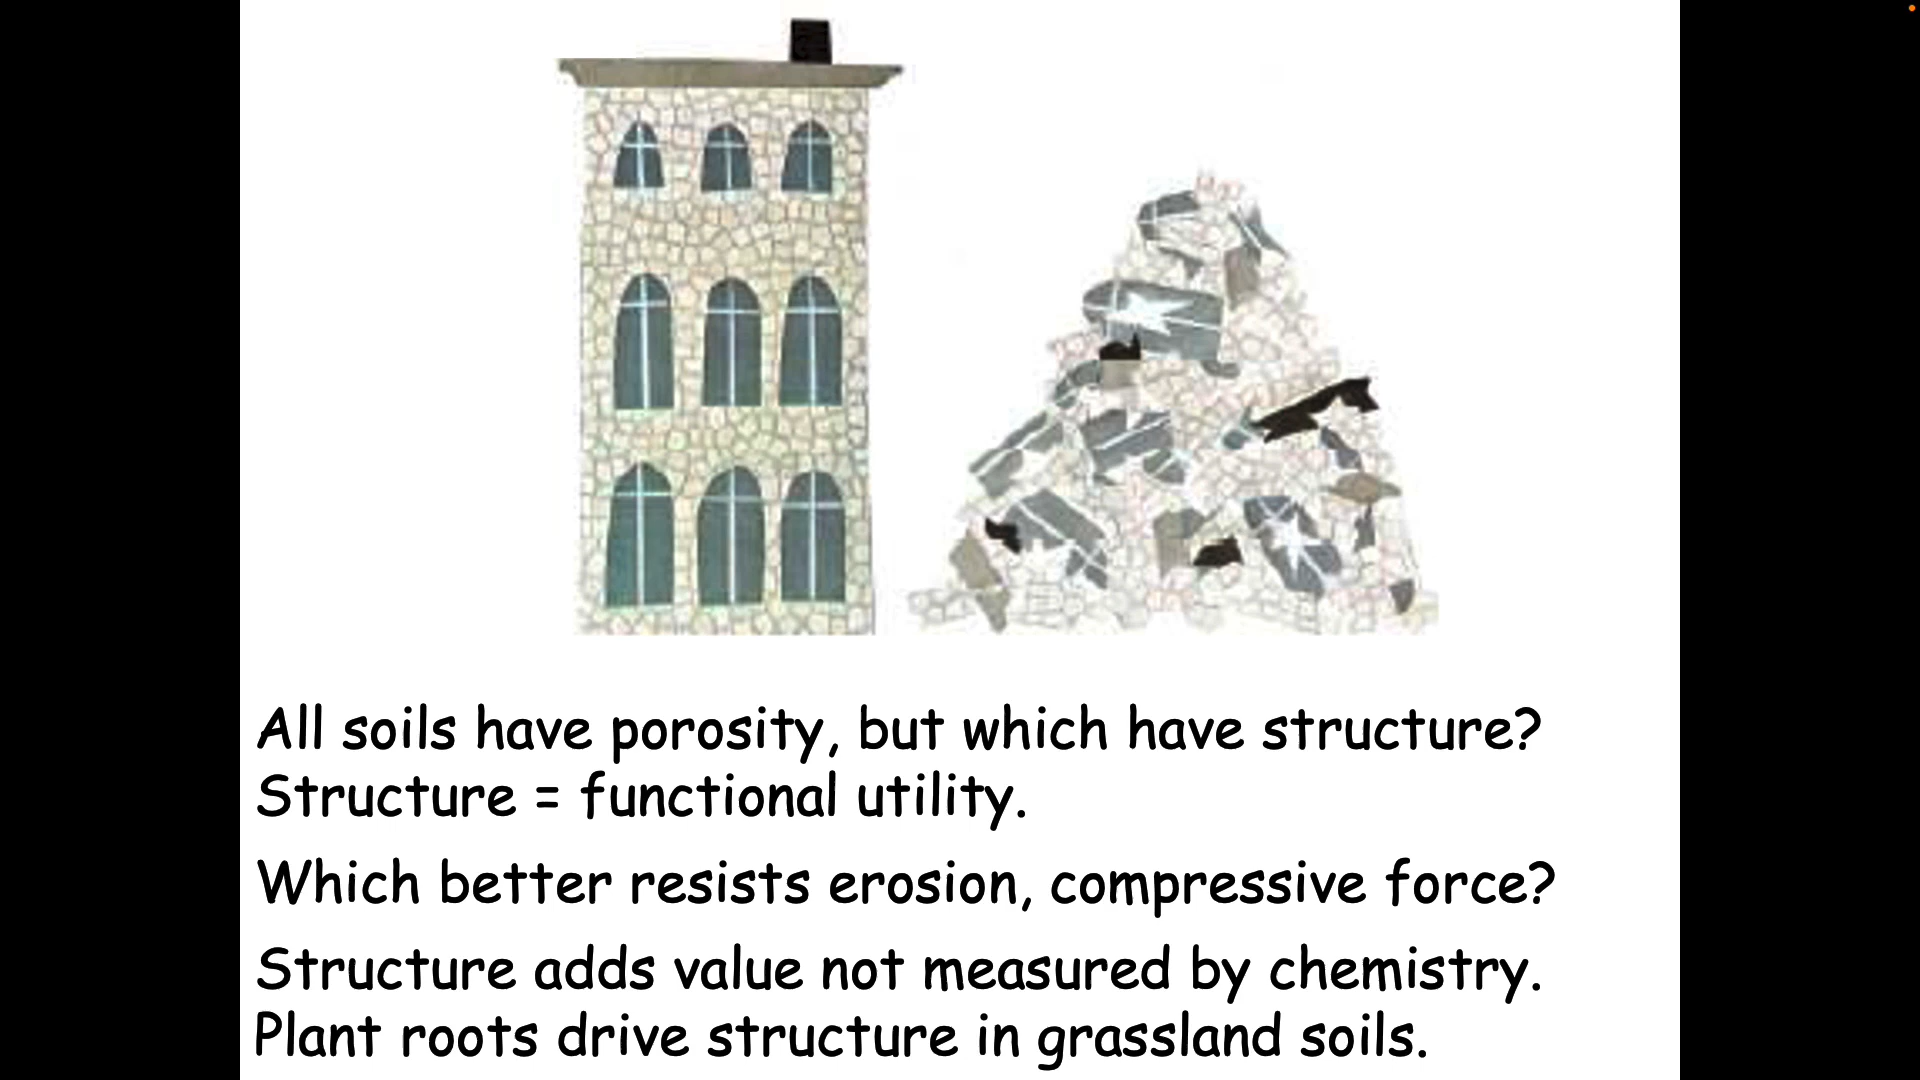 All soils have porosity, but which have structure?
Structure = functional utility.
Which better resists erosion, compressive force?
Structure adds value not measured by chemistry.
Plant roots drive structure in grassland soils.